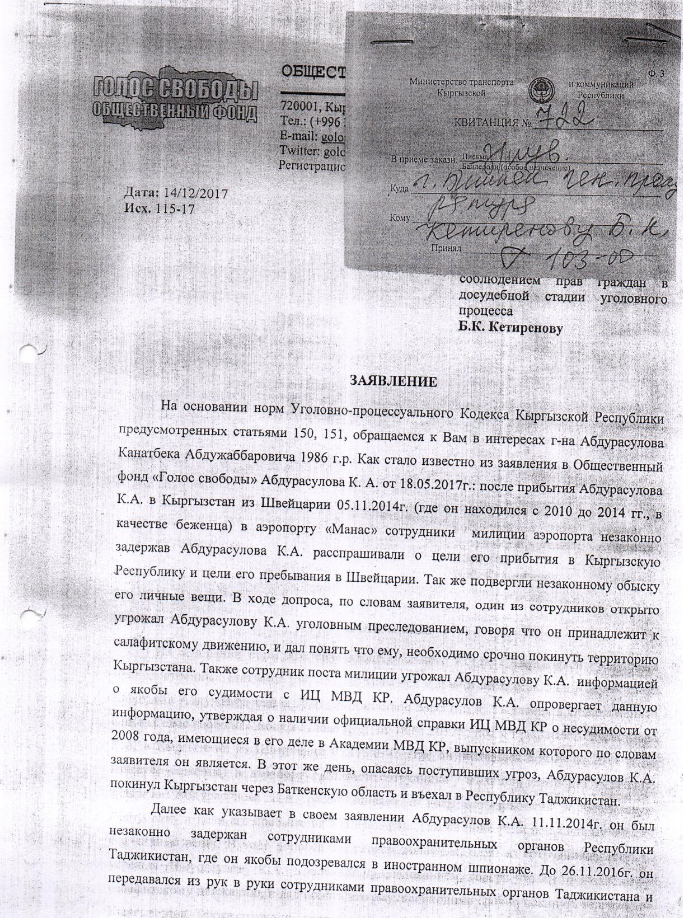 ГОЛОС СВОБОДЫ
ОБЩЕСТВЕННЫЙ ФОНД
ОБЩЕСТ
720001, Кыр
Тел.: (+996
E-mail: golo
Twitter: golo
Регистрацио
Дата: 14/12/2017
Исх. 115-17
Ф. 3
Министерство транспорта и коммуникаций
Кыргызской Республики
КВИТАНЦИЯ № 722
В приеме заказн.
Куда г. Бишкек Ген. прок
ратура
Кому
Кетиренову Б. К.
Принял 103-00
соблюдением прав граждан в
досудебной стадии уголовного
процесса
Б.К. Кетиренову
ЗАЯВЛЕНИЕ
На основании норм Уголовно-процессуального Кодекса Кыргызской Республики
предусмотренных статьями 150, 151, обращаемся к Вам в интересах г-на Абдурасулова
Канатбека Абдужаббаровича 1986 г.р. Как стало известно из заявления в Общественный
фонд «Голос свободы» Абдурасулова К. А. от 18.05.2017г.: после прибытия Абдурасулова
К.А. в Кыргызстан из Швейцарии 05.11.2014г. (где он находился с 2010 до 2014 гг., в
качестве беженца) в аэропорту «Манас» сотрудники милиции аэропорта незаконно
задержав Абдурасулова К.А. расспрашивали о цели его прибытия в Кыргызскую
Республику и цели его пребывания в Швейцарии. Так же подвергли незаконному обыску
его личные вещи. В ходе допроса, по словам заявителя, один из сотрудников открыто
угрожал Абдурасулову К.А. уголовным преследованием, говоря что он принадлежит к
салафитскому движению, и дал понять что ему, необходимо срочно покинуть территорию
Кыргызстана. Также сотрудник поста милиции угрожал Абдурасулову К.А. информацией
о якобы его судимости с ИЦ МВД КР. Абдурасулов К.А. опровергает данную
информацию, утверждая о наличии официальной справки ИЦ МВД КР о несудимости от
2008 года, имеющиеся в его деле в Академии МВД КР, выпускником которого по словам
заявителя он является. В этот же день, опасаясь поступивших угроз, Абдурасулов К.А.
покинул Кыргызстан через Баткенскую область и въехал в Республику Таджикистан.
Далее как указывает в своем заявлении Абдурасулов К.А. 11.11.2014г. он был
незаконно задержан сотрудниками правоохранительных органов Республики
Таджикистан, где он якобы подозревался в иностранном шпионаже. До 26.11.2016г. он
передавался из рук в руки сотрудниками правоохранительных органов Таджикистана и